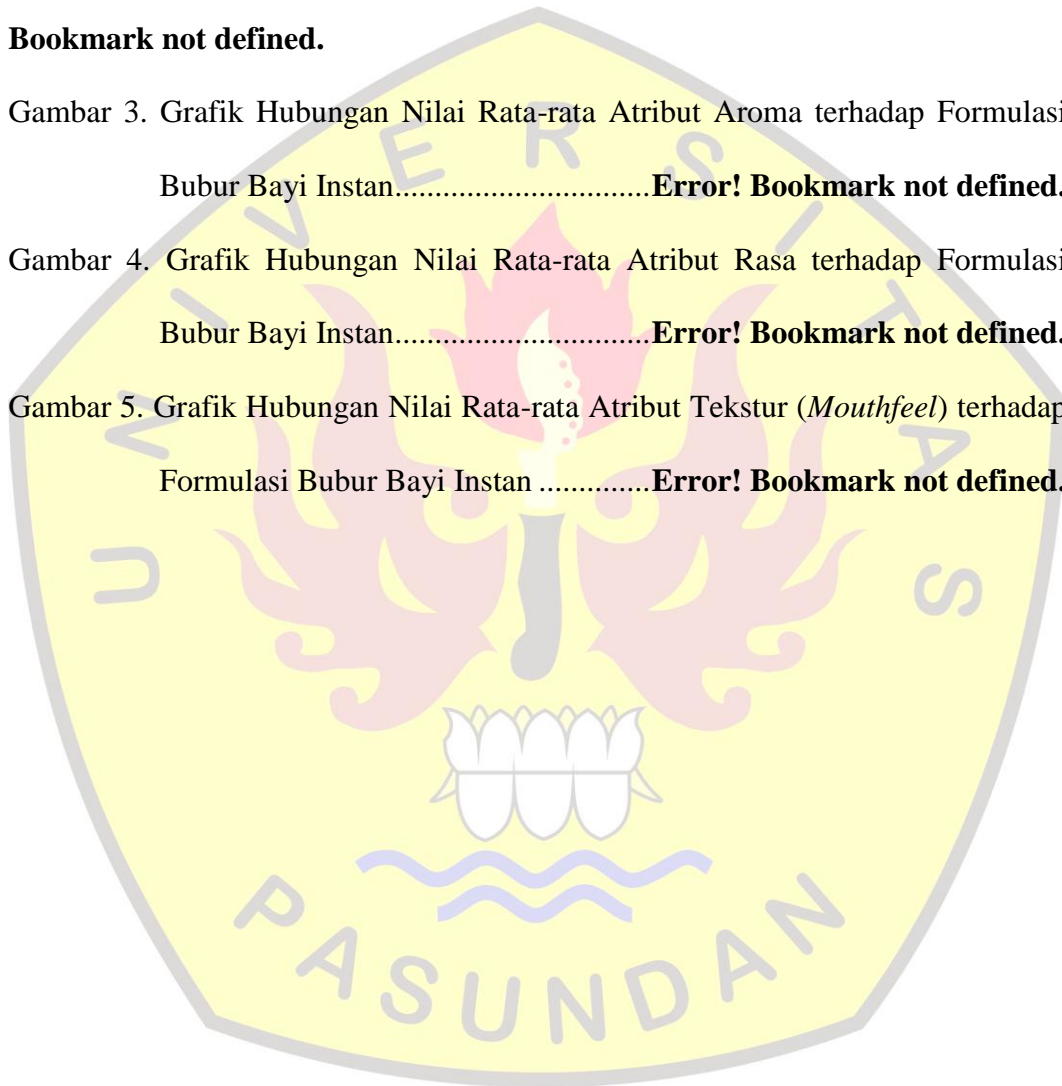 Bookmark not defined.
Gambar 3. Grafik Hubungan Nilai Rata-rata Atribut Aroma terhadap Formulasi
Bubur Bayi Instan................................Error! Bookmark not defined.
Gambar 4. Grafik Hubungan Nilai Rata-rata Atribut Rasa terhadap Formulasi
Bubur Bayi Instan................................Error! Bookmark not defined.
Gambar 5. Grafik Hubungan Nilai Rata-rata Atribut Tekstur (Mouthfeel) terhadap
Formulasi Bubur Bayi Instan ..............Error! Bookmark not defined.
UNIVERSITAS
PASUNDAN